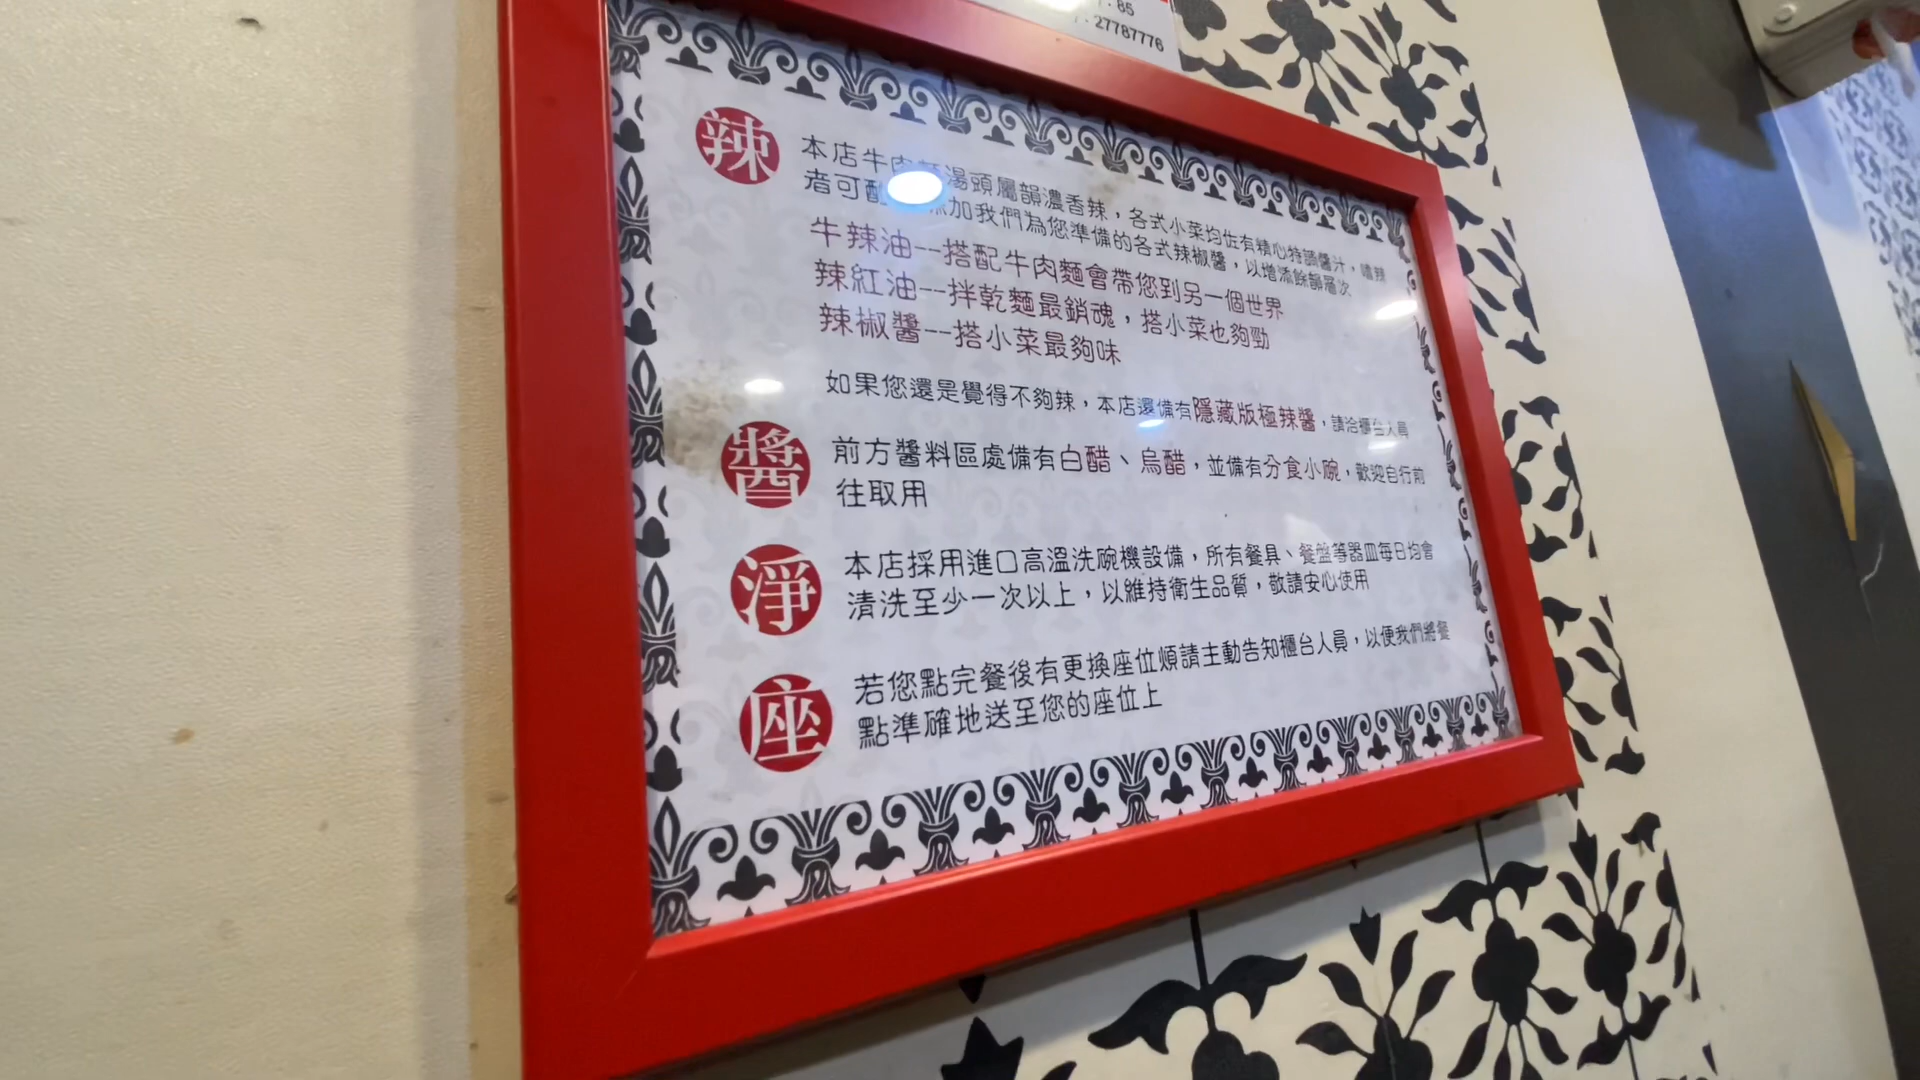 85
27787776
辣
本店牛肉麵湯頭屬韻濃香辣，各式小菜均佐有精心特調醬汁，嗜辣
者可酌 添加我們為您準備的各式辣椒醬，以增添餘韻層次
牛辣油--搭配牛肉麵會帶您到另一個世界
辣紅油--拌乾麵最銷魂，搭小菜也夠勁
辣椒醬--搭小菜最夠味
如果您還是覺得不夠辣，本店還備有隱藏版極辣醬，請洽櫃台人員
醬
前方醬料區處備有白醋、烏醋，並備有分食小碗，歡迎自行前
往取用
淨
本店採用進口高溫洗碗機設備，所有餐具、餐盤等器皿每日均會
清洗至少一次以上，以維持衛生品質，敬請安心使用
座
若您點完餐後有更換座位煩請主動告知櫃台人員，以便我們將餐
點準確地送至您的座位上